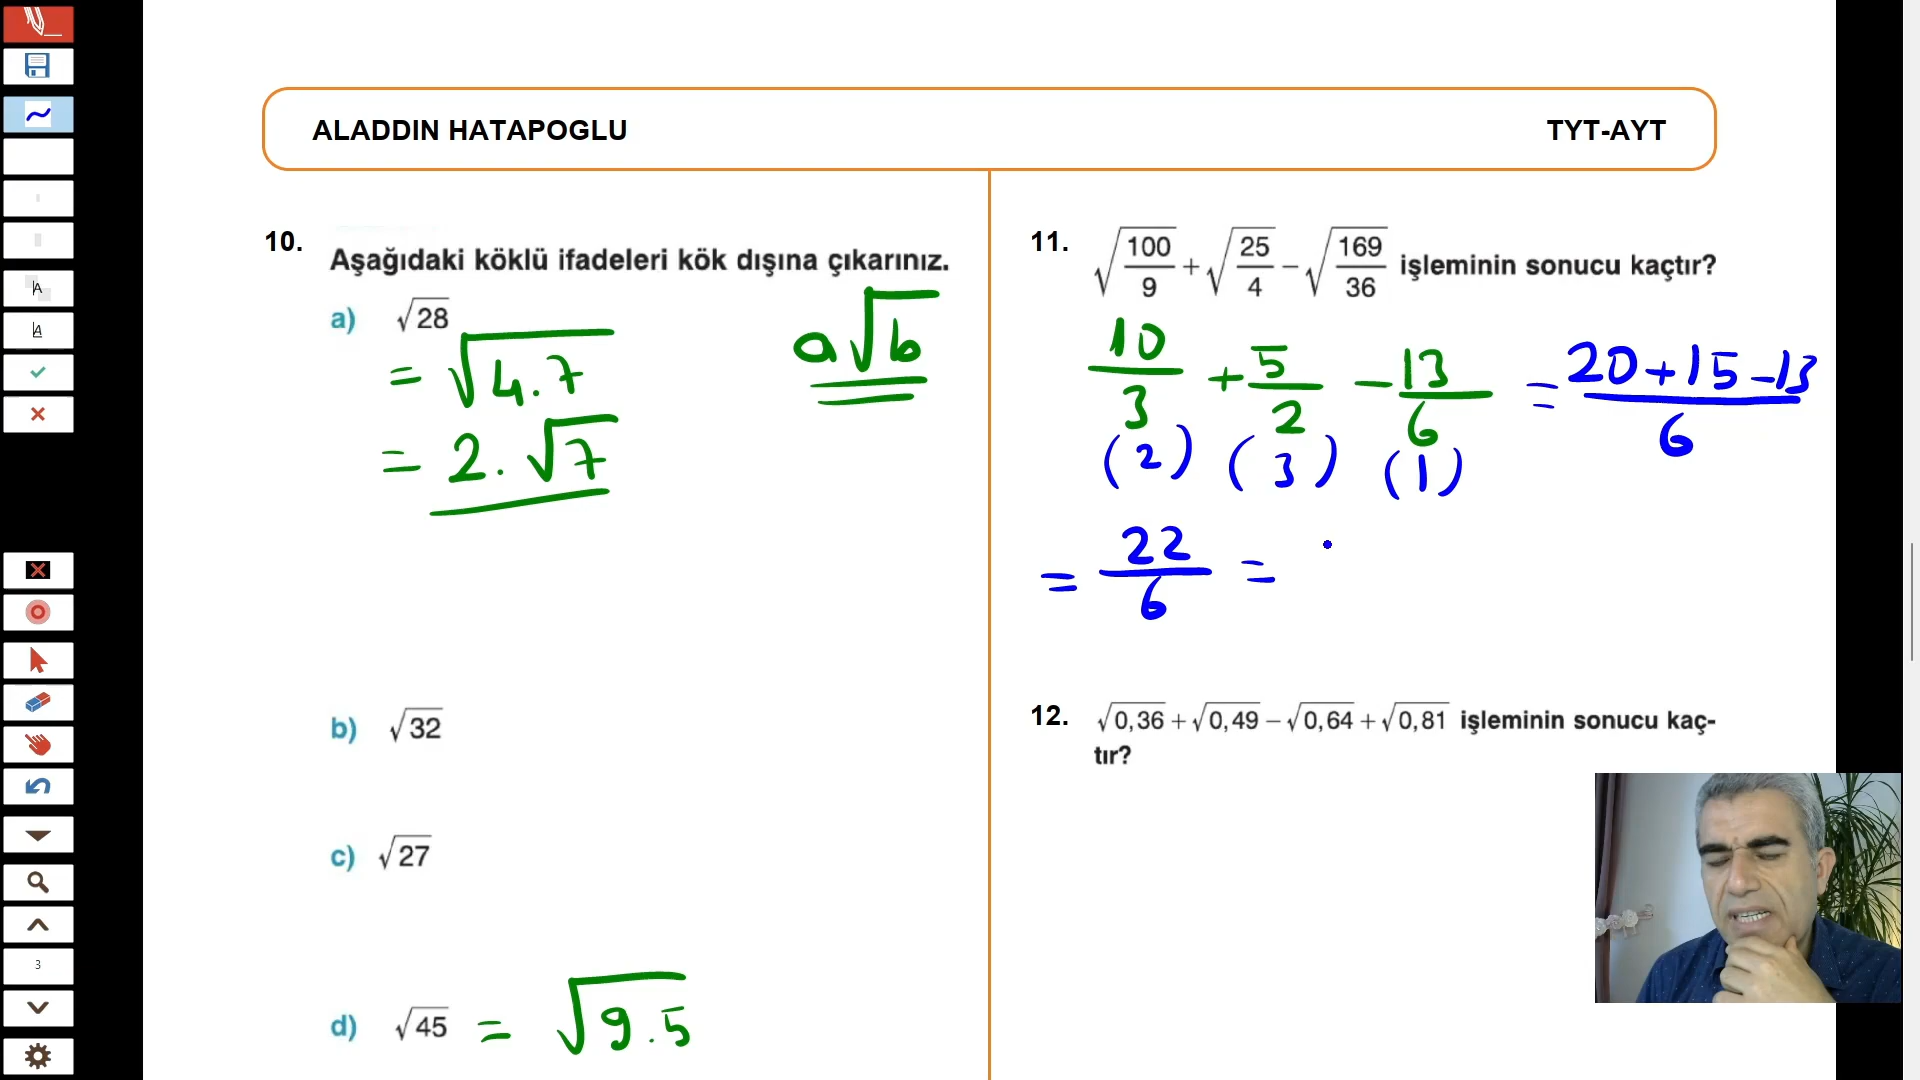 ALADDIN HATAPOGLU
TYT-AYT
10. Aşağıdaki köklü ifadeleri kök dışına çıkarınız.
a) √28
= √4.7
= 2.√7
a√b
b) √32
c) √27
d) √45 = √9.5
11. √100/9 + √25/4 − √169/36 işleminin sonucu kaçtır?
10/3 + 5/2 − 13/6 = 20+15−13/6
(2) (3) (1)
= 22/6 =
12. √0,36 + √0,49 − √0,64 + √0,81 işleminin sonucu kaç-
tır?
A
A
3